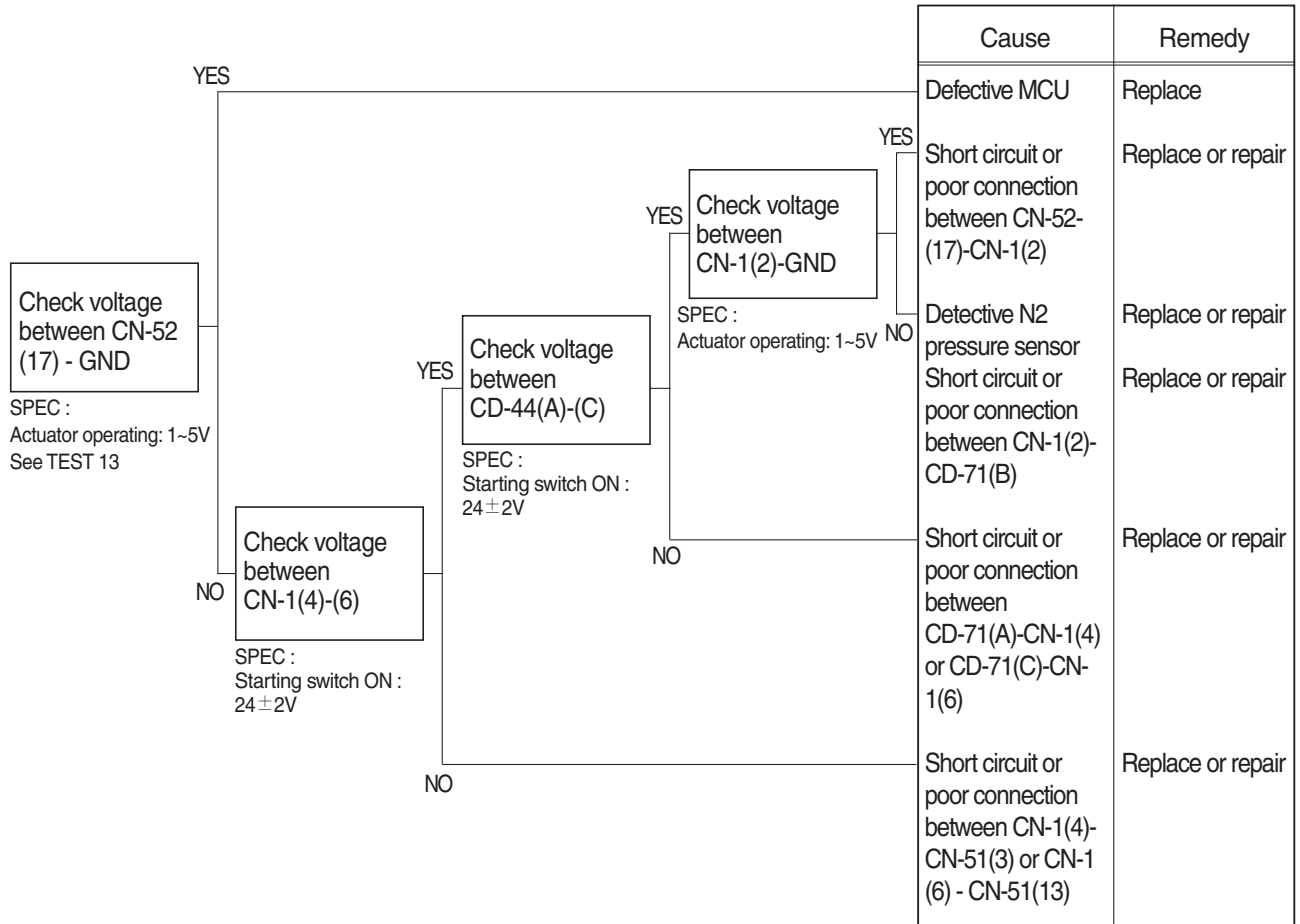 Cause
Remedy
YES
Defective MCU
Replace
YES
Short circuit or
poor connection
between CN-52-
(17)-CN-1(2)
Replace or repair
YES
Check voltage
between
CN-1(2)-GND
SPEC :
Actuator operating: 1~5V
NO
Detective N2
pressure sensor
Replace or repair
Short circuit or
poor connection
between CN-1(2)-
CD-71(B)
Replace or repair
Check voltage
between CN-52
(17) - GND
SPEC :
Actuator operating: 1~5V
See TEST 13
YES
Check voltage
between
CD-44(A)-(C)
SPEC :
Starting switch ON :
24±2V
NO
Short circuit or
poor connection
between
CD-71(A)-CN-1(4)
or CD-71(C)-CN-
1(6)
Replace or repair
NO
Check voltage
between
CN-1(4)-(6)
SPEC :
Starting switch ON :
24±2V
NO
Short circuit or
poor connection
between CN-1(4)-
CN-51(3) or CN-1
(6) - CN-51(13)
Replace or repair